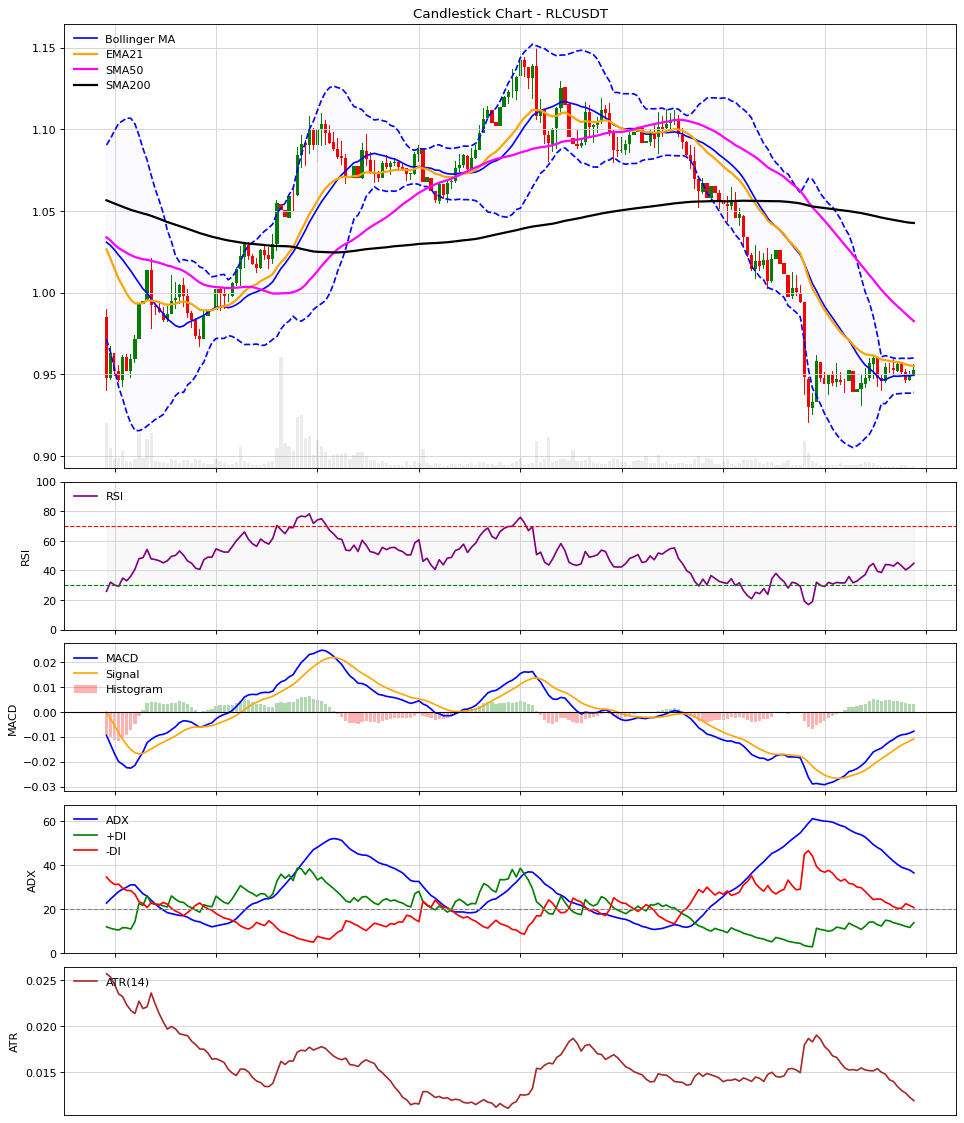 Candlestick Chart - RLCUSDT
Bollinger MA
EMA21
SMA50
SMA200
1.15
1.10
1.05
1.00
0.95
0.90
RSI
RSI
100
80
60
40
20
0
MACD
Signal
Histogram
MACD
0.02
0.01
0.00
−0.01
−0.02
−0.03
ADX
+DI
-DI
ADX
60
40
20
0
ATR(14)
ATR
0.025
0.020
0.015